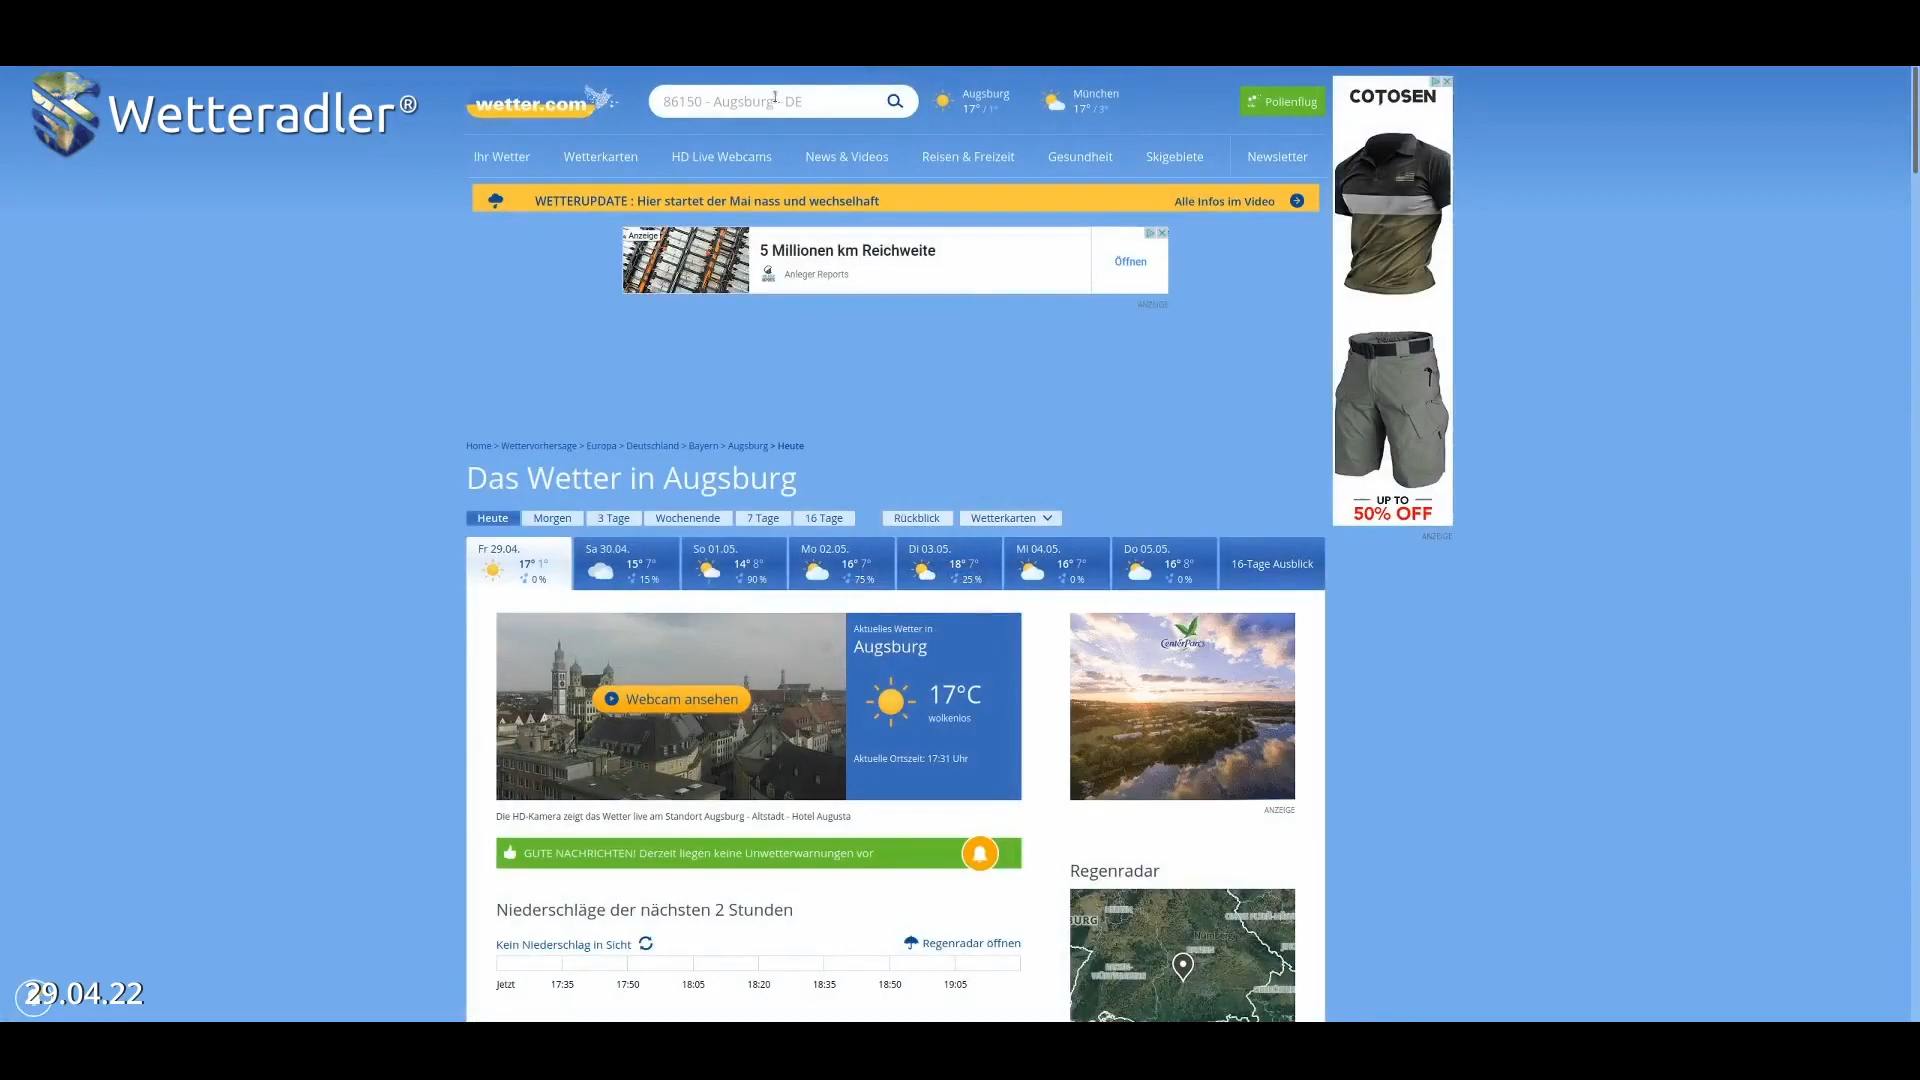 Wetteradler®
wetter.com
86150 - Augsburg - DE
Augsburg
17° / 1°
München
17° / 3°
Pollenflug
Ihr Wetter
Wetterkarten
HD Live Webcams
News & Videos
Reisen & Freizeit
Gesundheit
Skigebiete
Newsletter
WETTERUPDATE : Hier startet der Mai nass und wechselhaft
Alle Infos im Video
Anzeige
5 Millionen km Reichweite
Anleger Reports
Öffnen
ANZEIGE
COTOSEN
UP TO
50% OFF
ANZEIGE
Home > Wettervorhersage > Europa > Deutschland > Bayern > Augsburg > Heute
Das Wetter in Augsburg
Heute
Morgen
3 Tage
Wochenende
7 Tage
16 Tage
Rückblick
Wetterkarten
Fr 29.04.
17° 1°
0 %
Sa 30.04.
15° 7°
15 %
So 01.05.
14° 8°
90 %
Mo 02.05.
16° 7°
75 %
Di 03.05.
18° 7°
25 %
Mi 04.05.
16° 7°
0 %
Do 05.05.
16° 8°
0 %
16-Tage Ausblick
Webcam ansehen
Aktuelles Wetter in
Augsburg
17°C
wolkenlos
Aktuelle Ortszeit: 17:31 Uhr
CenterParcs
ANZEIGE
Die HD-Kamera zeigt das Wetter live am Standort Augsburg - Altstadt - Hotel Augusta
GUTE NACHRICHTEN! Derzeit liegen keine Unwetterwarnungen vor
Regenradar
Niederschläge der nächsten 2 Stunden
Kein Niederschlag in Sicht
Regenradar öffnen
Jetzt
17:35
17:50
18:05
18:20
18:35
18:50
19:05
Nürnberg
29.04.22